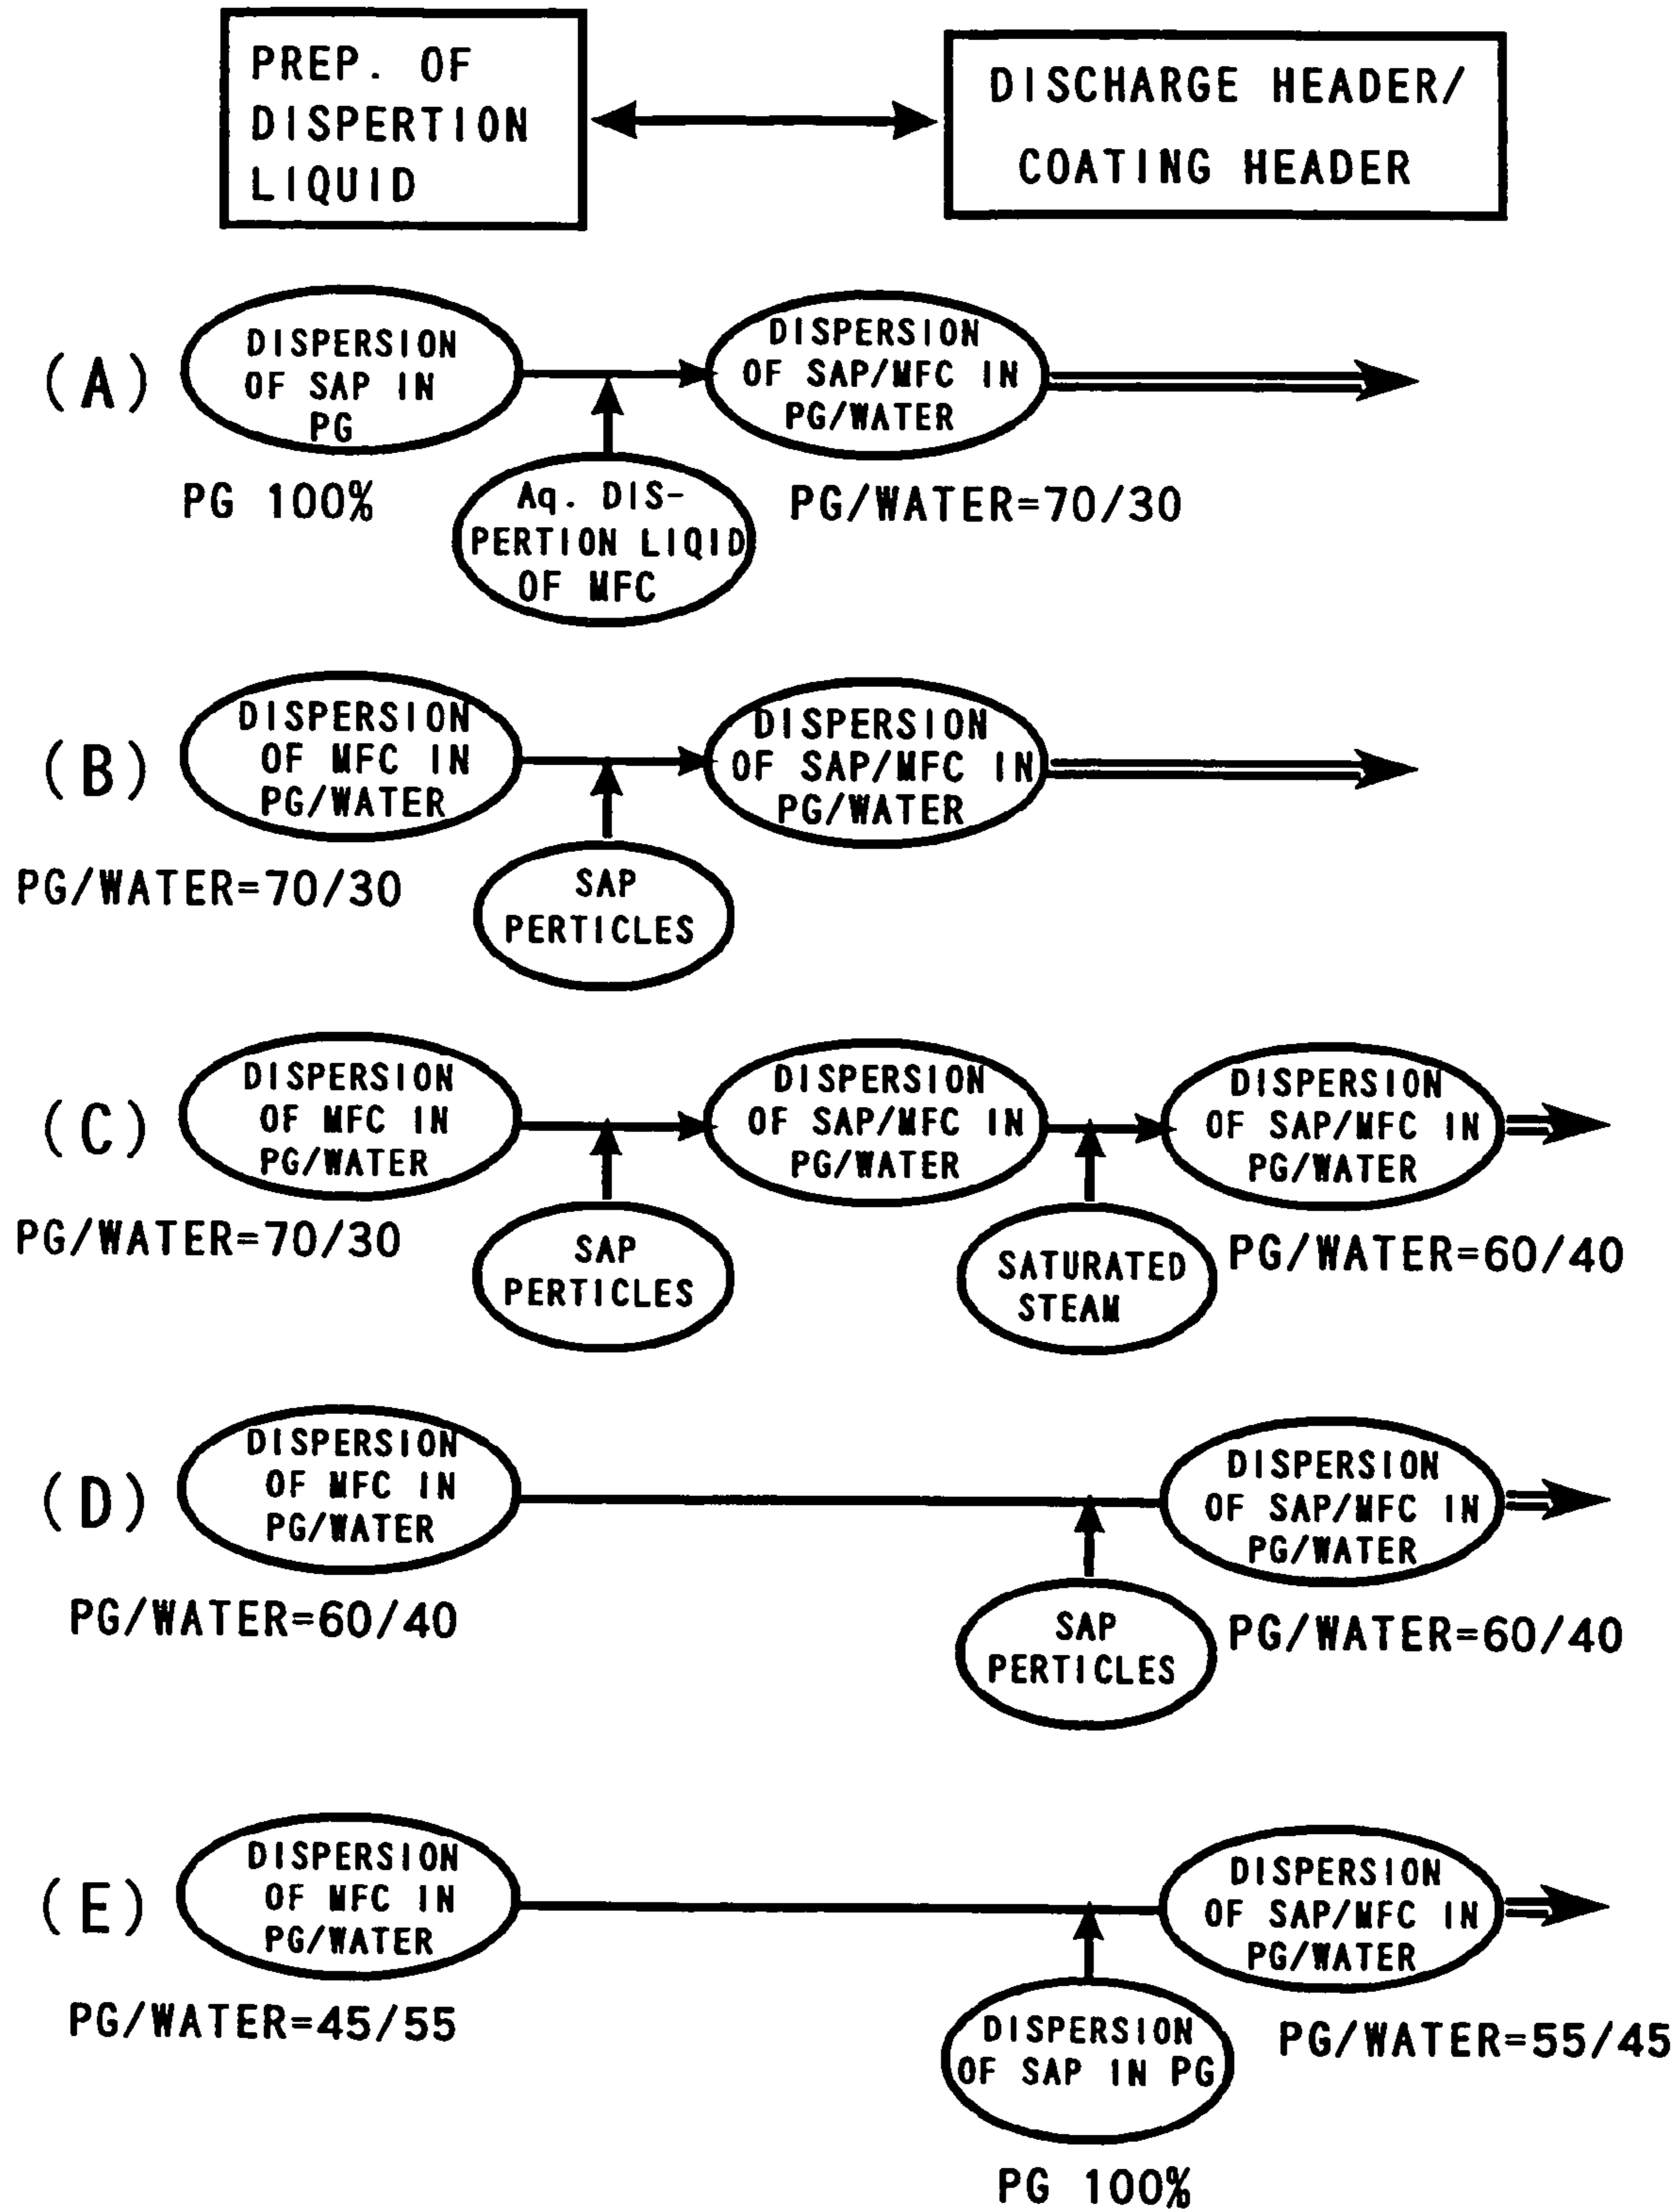 PREP. OF
DISPERTION
LIQUID
DISCHARGE HEADER/
COATING HEADER
(A)
DISPERSION
OF SAP IN
PG
PG 100%
Aq. DIS-
PERTION LIQID
OF MFC
DISPERSION
OF SAP/MFC IN
PG/WATER
PG/WATER=70/30
(B)
DISPERSION
OF MFC IN
PG/WATER
PG/WATER=70/30
SAP
PERTICLES
DISPERSION
OF SAP/MFC IN
PG/WATER
(C)
DISPERSION
OF MFC IN
PG/WATER
PG/WATER=70/30
SAP
PERTICLES
DISPERSION
OF SAP/MFC IN
PG/WATER
SATURATED
STEAM
DISPERSION
OF SAP/MFC IN
PG/WATER
PG/WATER=60/40
(D)
DISPERSION
OF MFC IN
PG/WATER
PG/WATER=60/40
SAP
PERTICLES
DISPERSION
OF SAP/MFC IN
PG/WATER
PG/WATER=60/40
(E)
DISPERSION
OF MFC IN
PG/WATER
PG/WATER=45/55
DISPERSION
OF SAP IN PG
PG 100%
DISPERSION
OF SAP/MFC IN
PG/WATER
PG/WATER=55/45